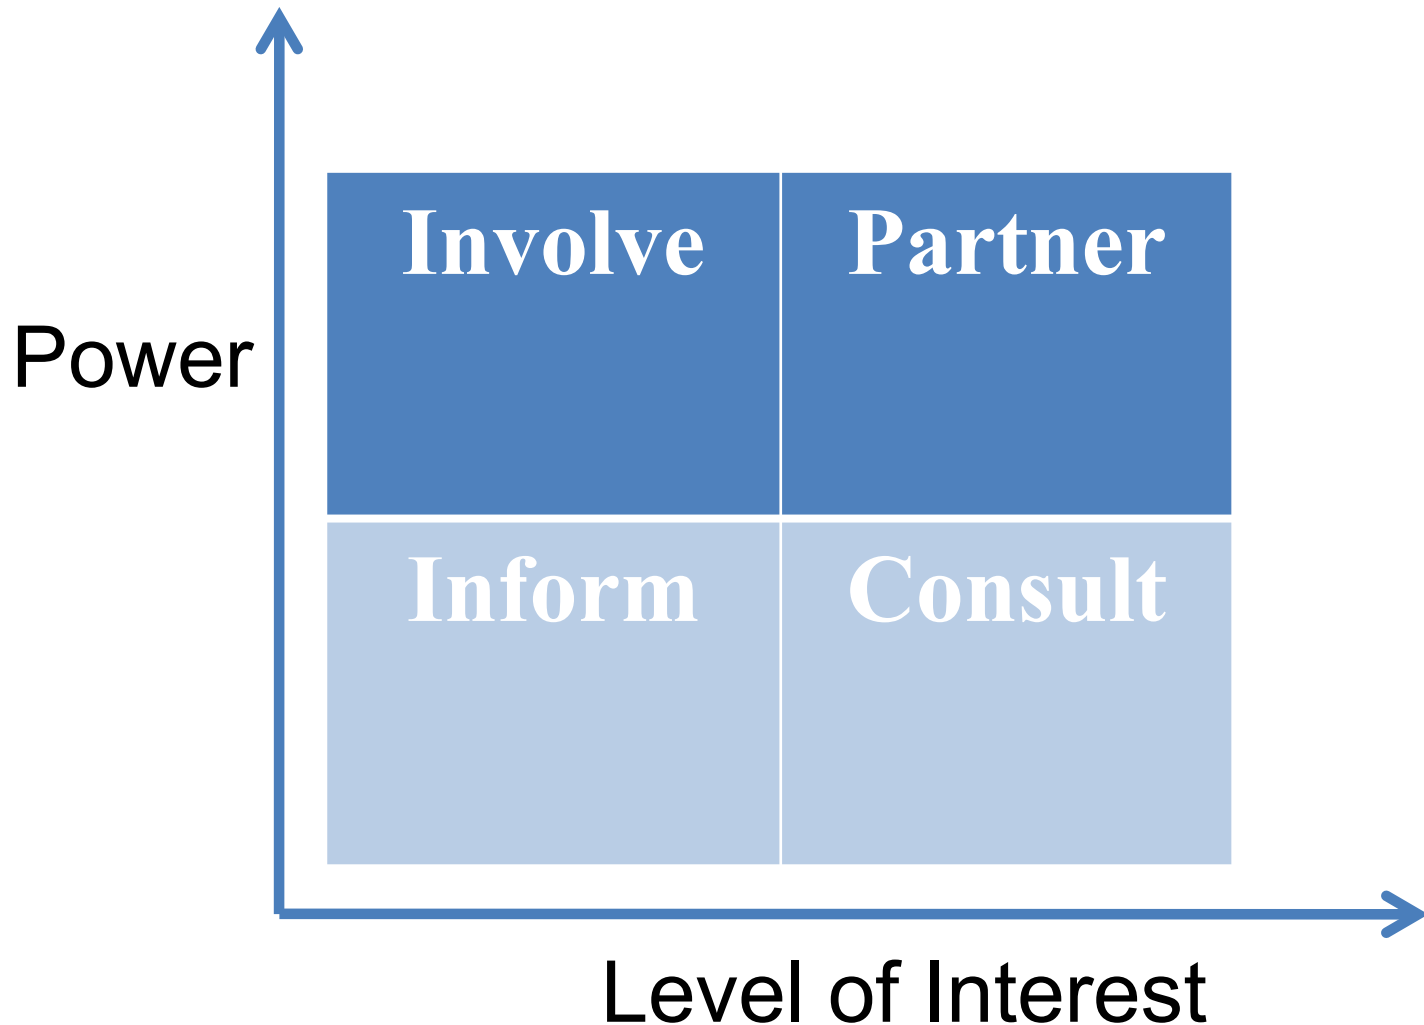 Involve
Partner
Power
Inform
Consult
Level of Interest